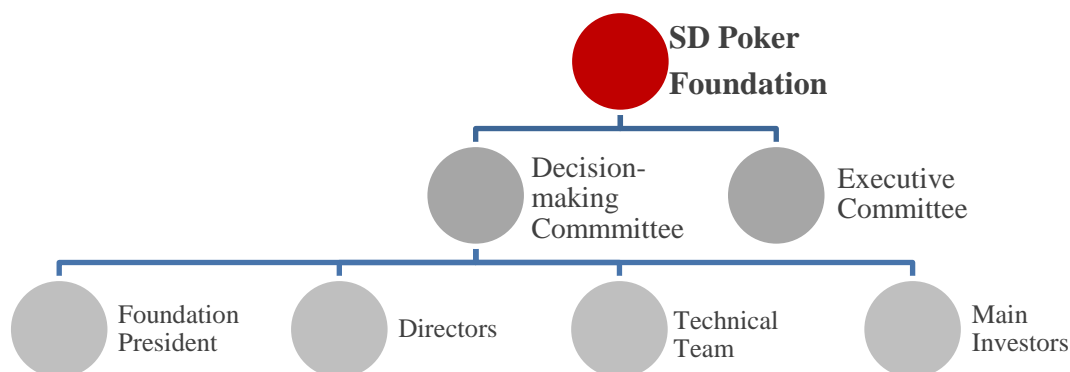 SD Poker
Foundation
Decision-
making
Commmittee
Executive
Committee
Foundation
President
Directors
Technical
Team
Main
Investors